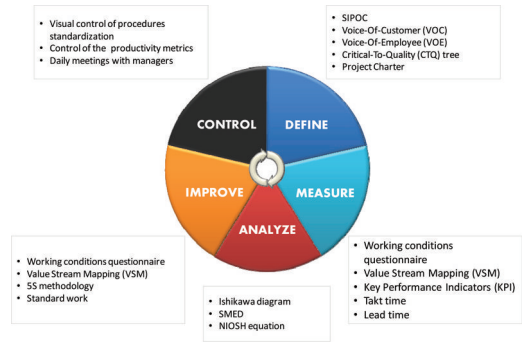 • Visual control of procedures
standardization
• Control of the productivity metrics
• Daily meetings with managers
• SIPOC
• Voice-Of-Customer (VOC)
• Voice-Of-Employee (VOE)
• Critical-To-Quality (CTQ) tree
• Project Charter
CONTROL
DEFINE
IMPROVE
MEASURE
ANALYZE
• Working conditions questionnaire
• Value Stream Mapping (VSM)
• 5S methodology
• Standard work
• Ishikawa diagram
• SMED
• NIOSH equation
• Working conditions
questionnaire
• Value Stream Mapping (VSM)
• Key Performance Indicators (KPI)
• Takt time
• Lead time